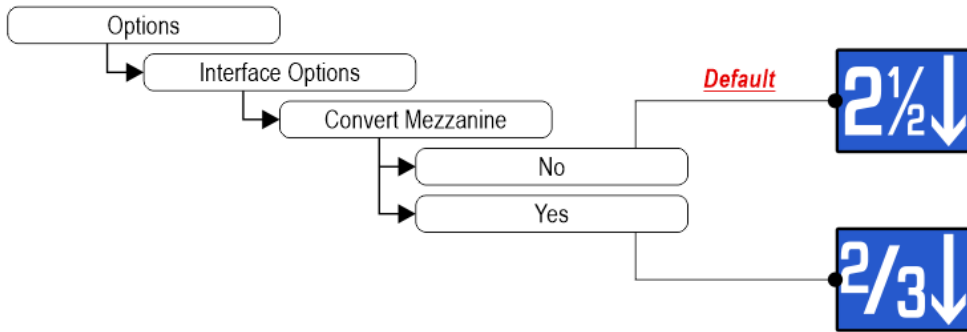 Options
Interface Options
Convert Mezzanine
Default
2½
No
Yes
2/3